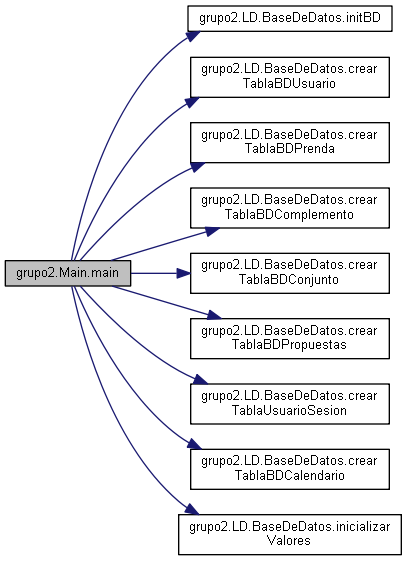 grupo2.LD.BaseDeDatos.initBD
grupo2.LD.BaseDeDatos.crear
TablaBDUsuario
grupo2.LD.BaseDeDatos.crear
TablaBDPrenda
grupo2.LD.BaseDeDatos.crear
TablaBDComplemento
grupo2.Main.main
grupo2.LD.BaseDeDatos.crear
TablaBDConjunto
grupo2.LD.BaseDeDatos.crear
TablaBDPropuestas
grupo2.LD.BaseDeDatos.crear
TablaUsuarioSesion
grupo2.LD.BaseDeDatos.crear
TablaBDCalendario
grupo2.LD.BaseDeDatos.inicializar
Valores